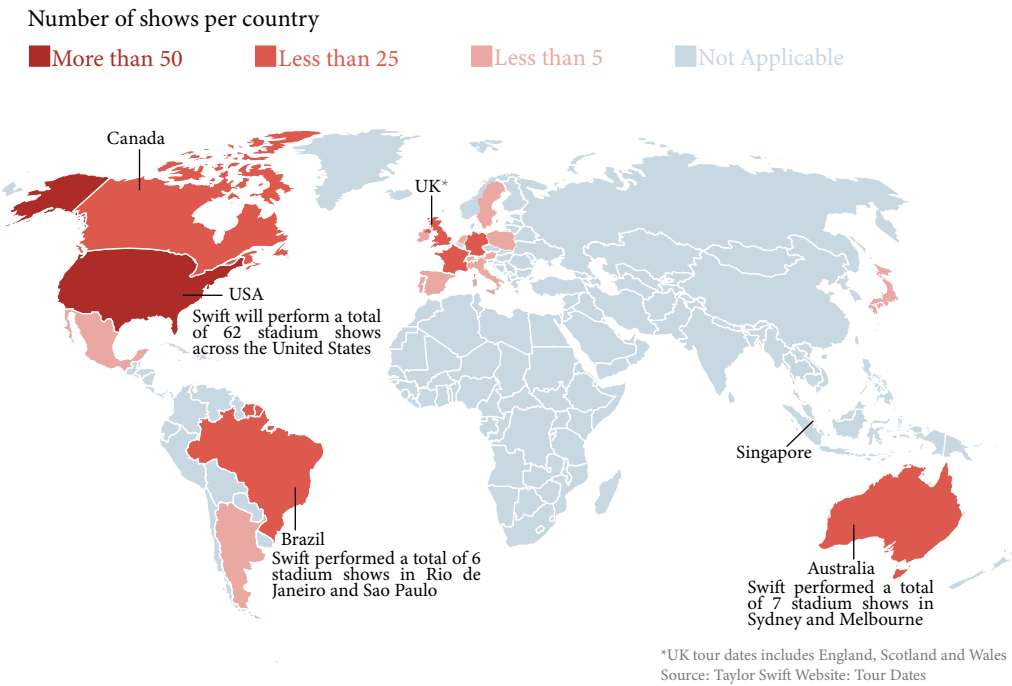 Number of shows per country
More than 50
Less than 25
Less than 5
Not Applicable
Canada
UK*
USA
Swift will perform a total
of 62 stadium shows
across the United States
Singapore
Brazil
Swift performed a total of 6
stadium shows in Rio de
Janeiro and Sao Paulo
Australia
Swift performed a total
of 7 stadium shows in
Sydney and Melbourne
*UK tour dates includes England, Scotland and Wales
Source: Taylor Swift Website: Tour Dates